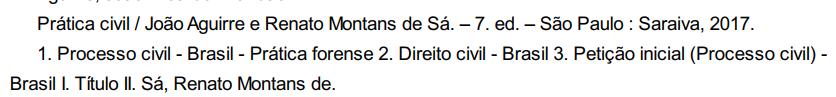 Prática civil / João Aguirre e Renato Montans de Sá. – 7. ed. – São Paulo : Saraiva, 2017.
1. Processo civil - Brasil - Prática forense 2. Direito civil - Brasil 3. Petição inicial (Processo civil) -
Brasil I. Título II. Sá, Renato Montans de.